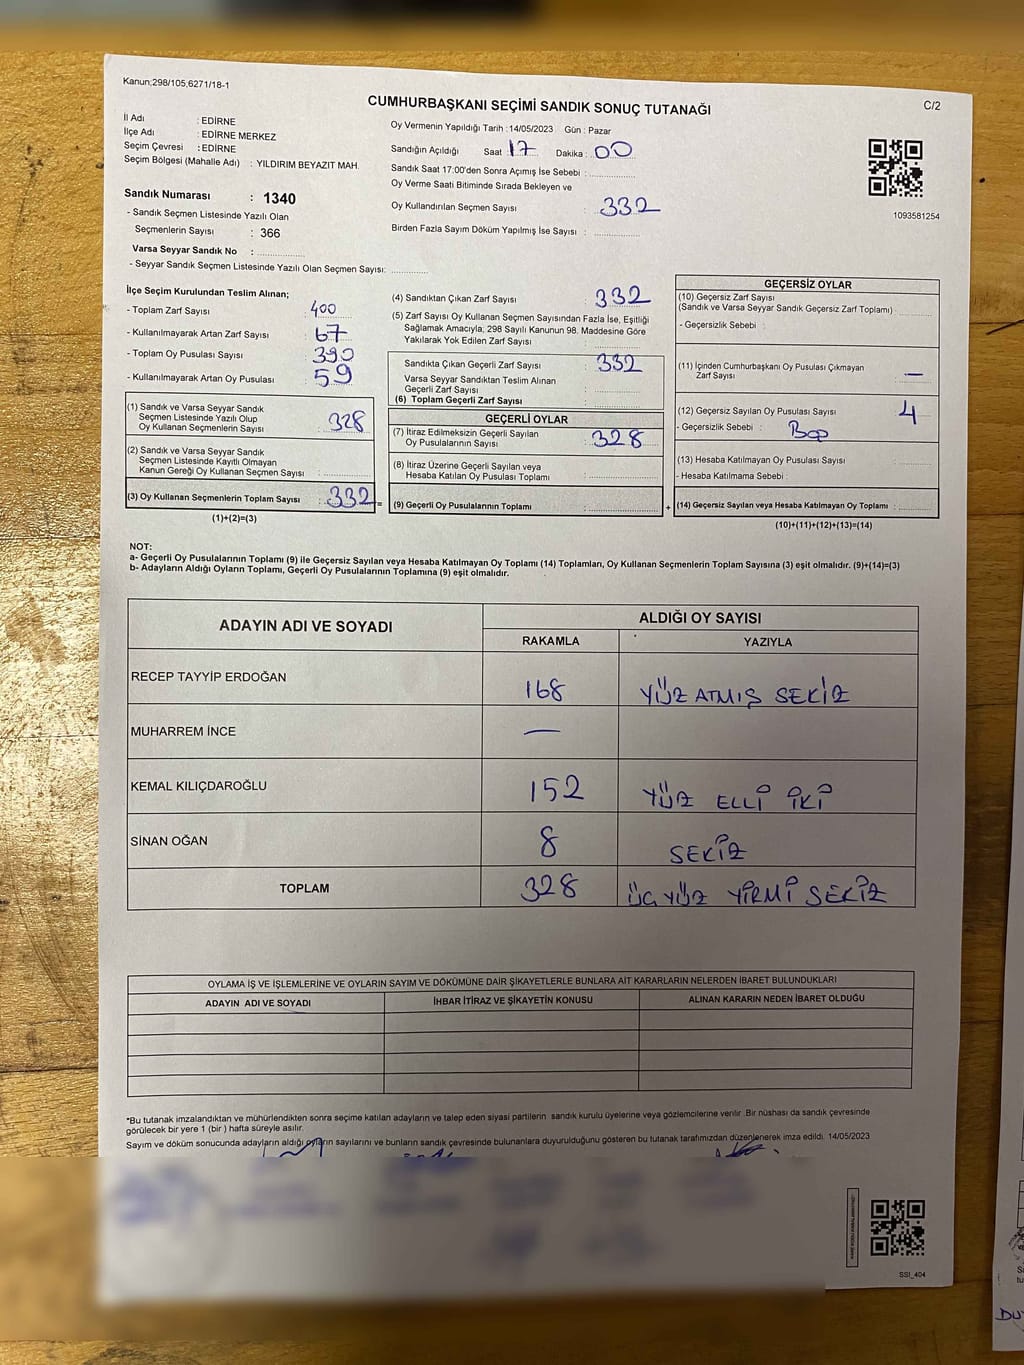 Kanun;298/105,6271/18-1
CUMHURBAŞKANI SEÇİMİ SANDIK SONUÇ TUTANAĞI
C/2
İl Adı : EDİRNE
İlçe Adı : EDİRNE MERKEZ
Seçim Çevresi : EDİRNE
Seçim Bölgesi (Mahalle Adı) : YILDIRIM BEYAZIT MAH.
Sandık Numarası : 1340
- Sandık Seçmen Listesinde Yazılı Olan
Seçmenlerin Sayısı : 366
Varsa Seyyar Sandık No :
- Seyyar Sandık Seçmen Listesinde Yazılı Olan Seçmen Sayısı:
Oy Vermenin Yapıldığı Tarih : 14/05/2023 Gün : Pazar
Sandığın Açıldığı Saat : 17 Dakika : 00
Sandık Saat 17:00'den Sonra Açımış İse Sebebi :
Oy Verme Saati Bitiminde Sırada Bekleyen ve
Oy Kullandırılan Seçmen Sayısı : 332
Birden Fazla Sayım Döküm Yapılmış İse Sayısı :
1093581254
İlçe Seçim Kurulundan Teslim Alınan;
- Toplam Zarf Sayısı : 400
- Kullanılmayarak Artan Zarf Sayısı : 67
- Toplam Oy Pusulası Sayısı : 390
- Kullanılmayarak Artan Oy Pusulası : 59
(1) Sandık ve Varsa Seyyar Sandık
Seçmen Listesinde Yazılı Olup
Oy Kullanan Seçmenlerin Sayısı : 328
(2) Sandık ve Varsa Seyyar Sandık
Seçmen Listesinde Kayıtlı Olmayan
Kanun Gereği Oy Kullanan Seçmen Sayısı :
(3) Oy Kullanan Seçmenlerin Toplam Sayısı : 332 =
(1)+(2)=(3)
(4) Sandıktan Çıkan Zarf Sayısı : 332
(5) Zarf Sayısı Oy Kullanan Seçmen Sayısından Fazla İse, Eşitliği
Sağlamak Amacıyla; 298 Sayılı Kanunun 98. Maddesine Göre
Yakılarak Yok Edilen Zarf Sayısı :
Sandıkta Çıkan Geçerli Zarf Sayısı : 332
Varsa Seyyar Sandıktan Teslim Alınan
Geçerli Zarf Sayısı :
(6) Toplam Geçerli Zarf Sayısı :
GEÇERLİ OYLAR
(7) İtiraz Edilmeksizin Geçerli Sayılan
Oy Pusulalarının Sayısı : 328
(8) İtiraz Üzerine Geçerli Sayılan veya
Hesaba Katılan Oy Pusulası Toplamı :
(9) Geçerli Oy Pusulalarının Toplamı : +
GEÇERSİZ OYLAR
(10) Geçersiz Zarf Sayısı
(Sandık ve Varsa Seyyar Sandık Geçersiz Zarf Toplamı) :
- Geçersizlik Sebebi :
(11) İçinden Cumhurbaşkanı Oy Pusulası Çıkmayan
Zarf Sayısı : —
(12) Geçersiz Sayılan Oy Pusulası Sayısı : 4
- Geçersizlik Sebebi : Boş
(13) Hesaba Katılmayan Oy Pusulası Sayısı :
- Hesaba Katılmama Sebebi :
(14) Geçersiz Sayılan veya Hesaba Katılmayan Oy Toplamı :
(10)+(11)+(12)+(13)=(14)
NOT:
a- Geçerli Oy Pusulalarının Toplamı (9) ile Geçersiz Sayılan veya Hesaba Katılmayan Oy Toplamı (14) Toplamları, Oy Kullanan Seçmenlerin Toplam Sayısına (3) eşit olmalıdır. (9)+(14)=(3)
b- Adayların Aldığı Oyların Toplamı, Geçerli Oy Pusulalarının Toplamına (9) eşit olmalıdır.
ADAYIN ADI VE SOYADI
ALDIĞI OY SAYISI
RAKAMLA YAZIYLA
RECEP TAYYİP ERDOĞAN 168 YÜZ ATMIŞ SEKİZ
MUHARREM İNCE —
KEMAL KILIÇDAROĞLU 152 YÜZ ELLİ İKİ
SİNAN OĞAN 8 SEKİZ
TOPLAM 328 ÜÇ YÜZ YİRMİ SEKİZ
OYLAMA İŞ VE İŞLEMLERİNE VE OYLARIN SAYIM VE DÖKÜMÜNE DAİR ŞİKAYETLERLE BUNLARA AİT KARARLARIN NELERDEN İBARET BULUNDUKLARI
ADAYIN ADI VE SOYADI İHBAR İTİRAZ VE ŞİKAYETİN KONUSU ALINAN KARARIN NEDEN İBARET OLDUĞU
*Bu tutanak imzalandıktan ve mühürlendikten sonra seçime katılan adayların ve talep eden siyasi partilerin sandık kurulu üyelerine veya gözlemcilerine verilir. Bir nüshası da sandık çevresinde
görülecek bir yere 1 (bir ) hafta süreyle asılır.
Sayım ve döküm sonucunda adayların aldığı oyların sayılarını ve bunların sandık çevresinde bulunanlara duyurulduğunu gösteren bu tutanak tarafımızdan düzenlenerek imza edildi. 14/05/2023
SSI_404